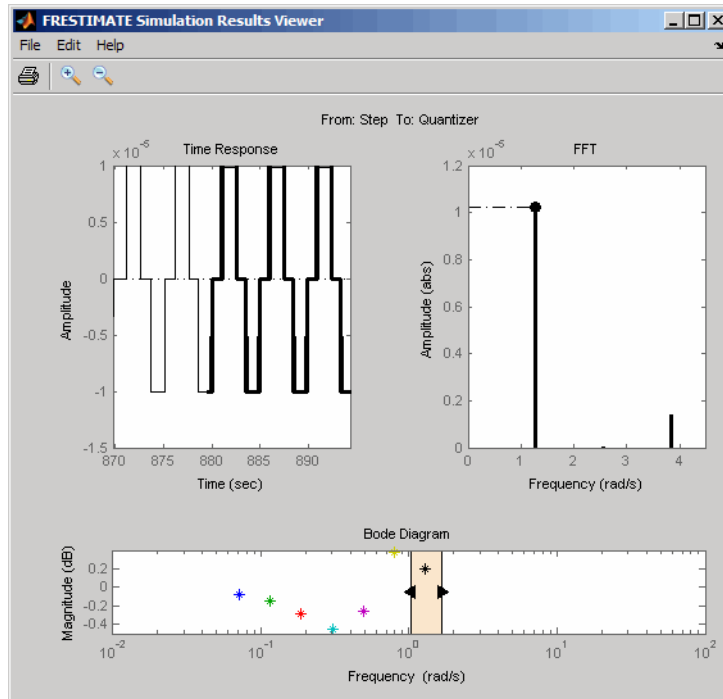 FRESTIMATE Simulation Results Viewer
File Edit Help
From: Step To: Quantizer
Time Response
x 10^-5
1
0.5
0
-0.5
-1
-1.5
Amplitude
870 875 880 885 890
Time (sec)
FFT
x 10^-5
1.2
1
0.8
0.6
0.4
0.2
0
Amplitude (abs)
0 1 2 3 4
Frequency (rad/s)
Bode Diagram
Magnitude (dB)
0.2
0
-0.2
-0.4
10^-2 10^-1 10^0 10^1 10^2
Frequency (rad/s)